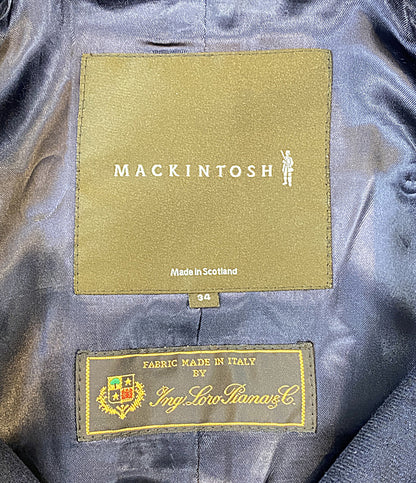 MACKINTOSH
Made in Scotland
34
FABRIC MADE IN ITALY
BY
Ing. Loro Piana & C